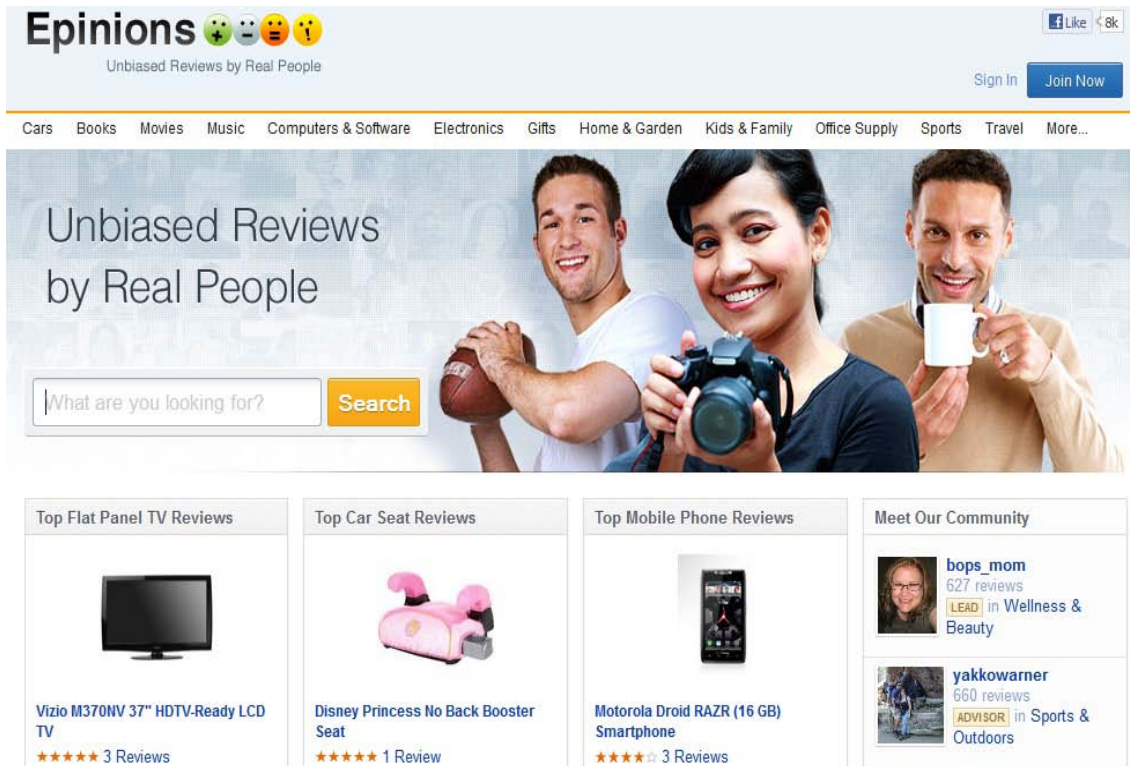 Epinions
Unbiased Reviews by Real People
Like 8k
Sign In Join Now
Cars Books Movies Music Computers & Software Electronics Gifts Home & Garden Kids & Family Office Supply Sports Travel More...
Unbiased Reviews
by Real People
What are you looking for? Search
Top Flat Panel TV Reviews
Vizio M370NV 37" HDTV-Ready LCD
TV
3 Reviews
Top Car Seat Reviews
Disney Princess No Back Booster
Seat
1 Review
Top Mobile Phone Reviews
Motorola Droid RAZR (16 GB)
Smartphone
3 Reviews
Meet Our Community
bops_mom
627 reviews
LEAD in Wellness &
Beauty
yakkowarner
660 reviews
ADVISOR in Sports &
Outdoors